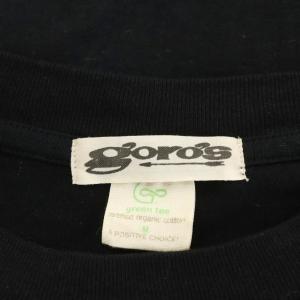 goro's
green tee
certified organic cotton
M
A POSITIVE CHOICE!